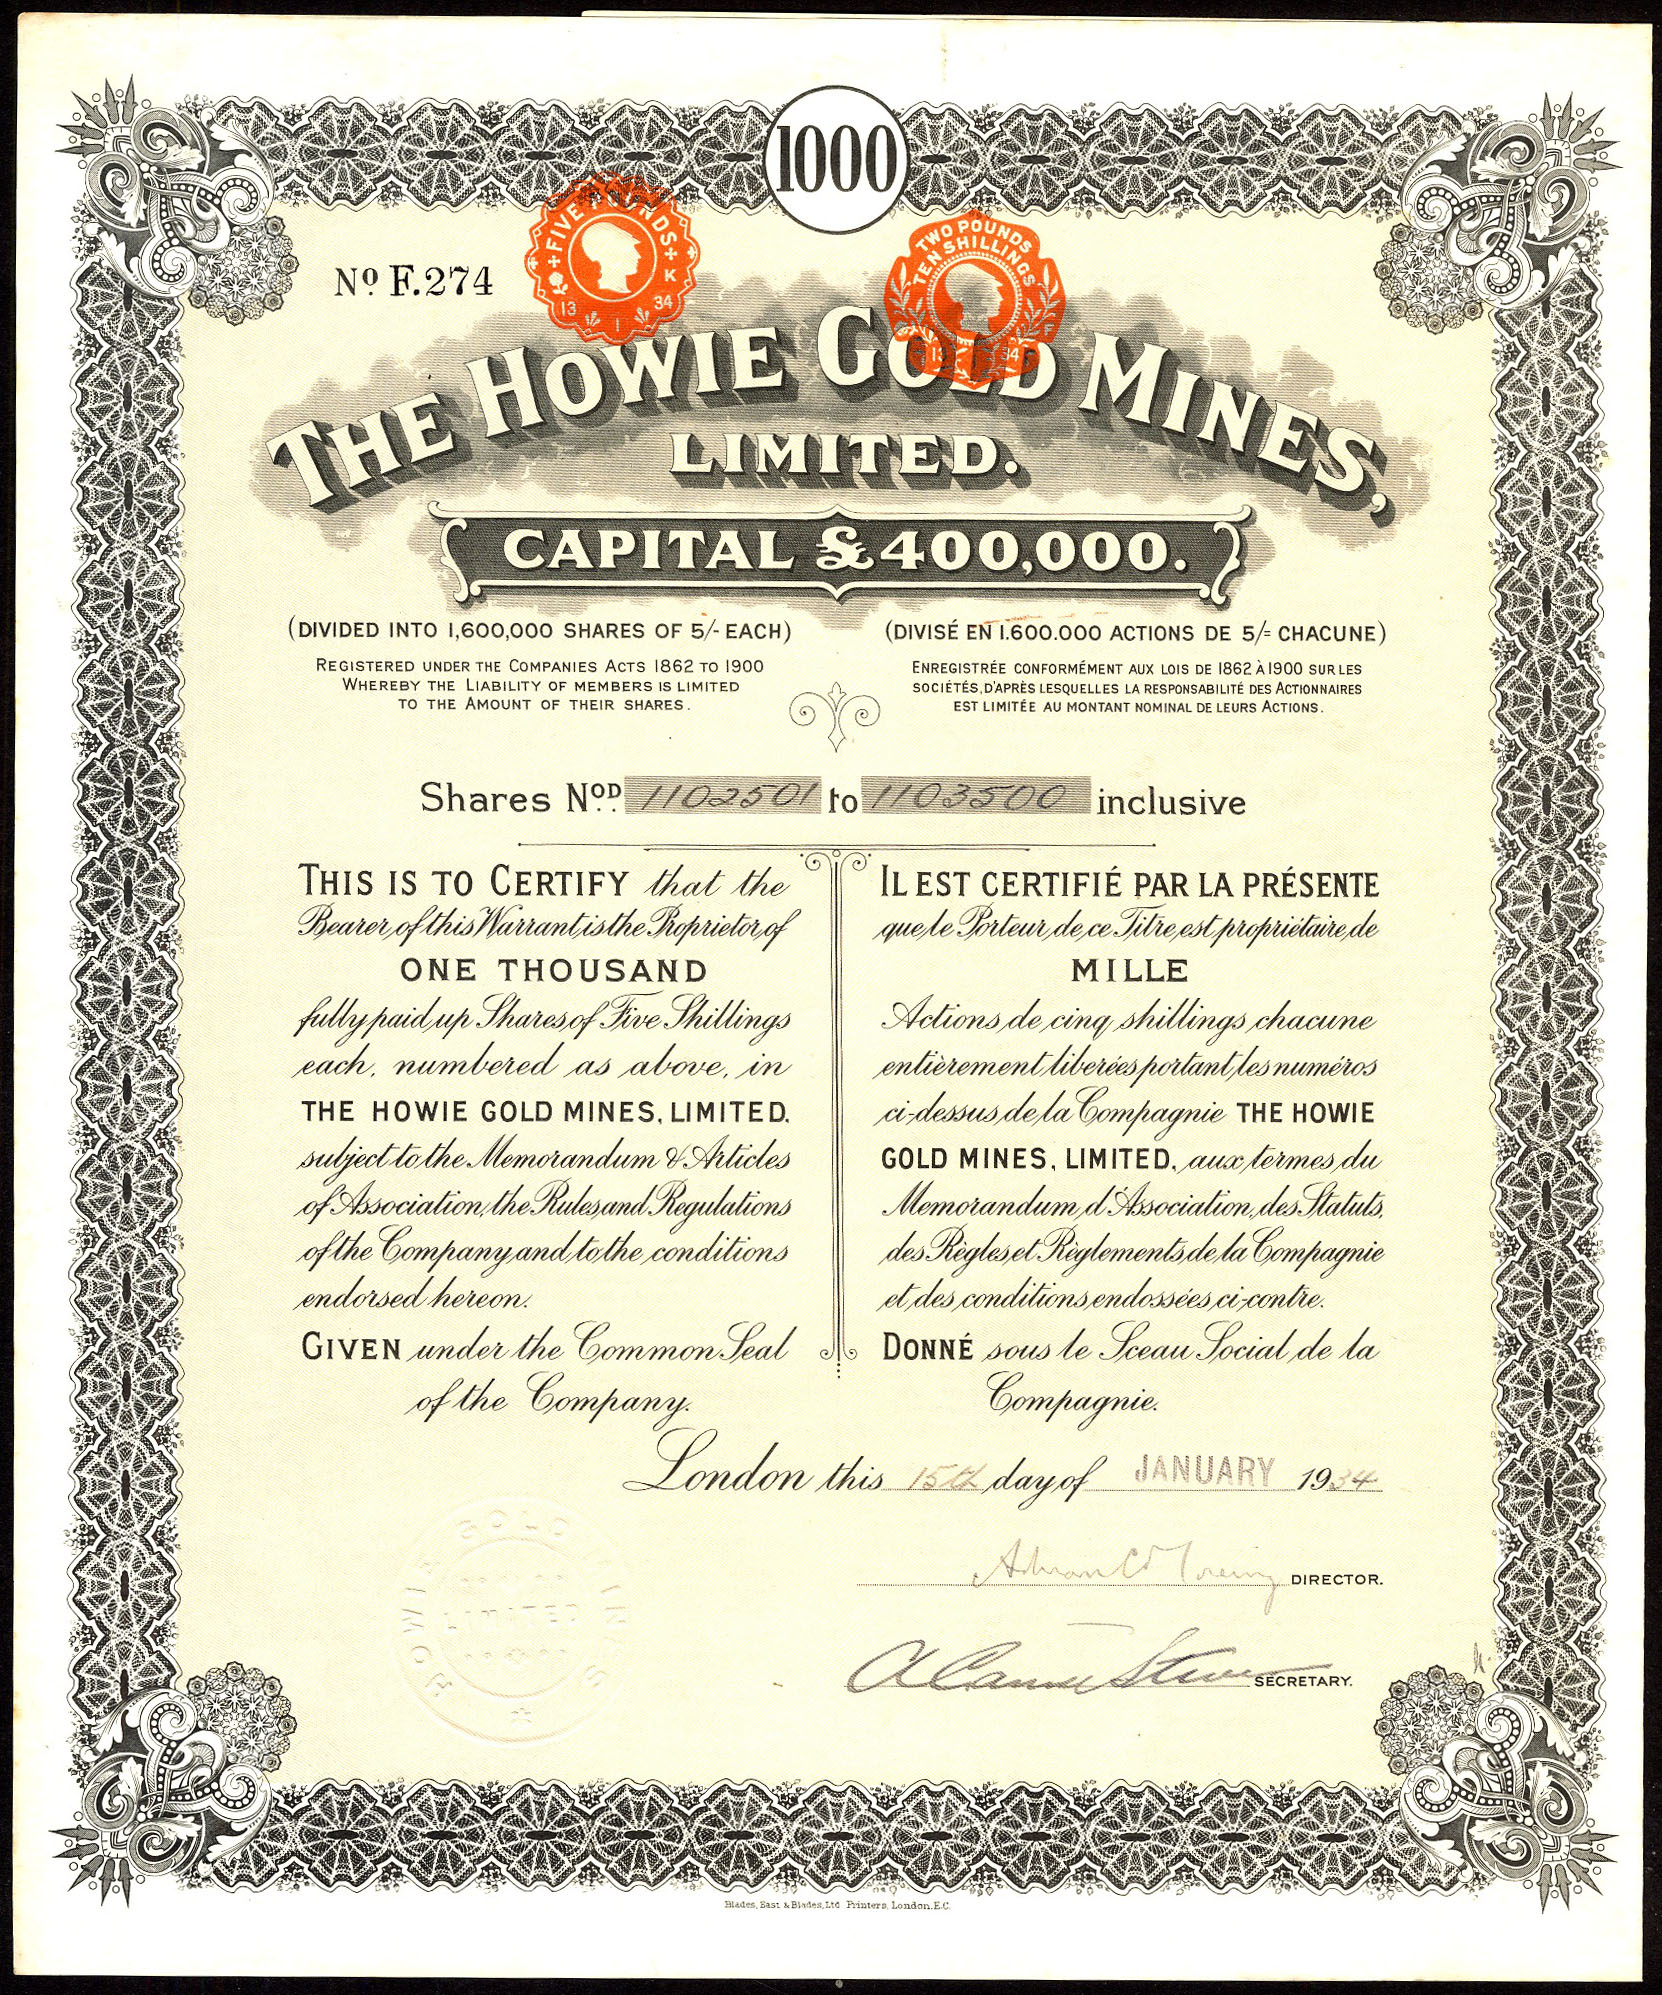 1000
No F.274
FIVE POUNDS
K
13 1 34
TWO POUNDS
TEN SHILLINGS
F
13 34
THE HOWIE GOLD MINES,
LIMITED.
CAPITAL £400,000.
(DIVIDED INTO 1,600,000 SHARES OF 5/- EACH)
REGISTERED UNDER THE COMPANIES ACTS 1862 TO 1900
WHEREBY THE LIABILITY OF MEMBERS IS LIMITED
TO THE AMOUNT OF THEIR SHARES.
(DIVISÉ EN 1.600.000 ACTIONS DE 5/= CHACUNE)
ENREGISTRÉE CONFORMÉMENT AUX LOIS DE 1862 À 1900 SUR LES
SOCIÉTÉS, D'APRÈS LESQUELLES LA RESPONSABILITÉ DES ACTIONNAIRES
EST LIMITÉE AU MONTANT NOMINAL DE LEURS ACTIONS.
Shares NoD. 1102501 to 1103500 inclusive
THIS IS TO CERTIFY that the
Bearer of this Warrant is the Proprietor of
ONE THOUSAND
fully paid up Shares of Five Shillings
each, numbered as above, in
THE HOWIE GOLD MINES, LIMITED.
subject to the Memorandum & Articles
of Association, the Rules and Regulations
of the Company and to the conditions
endorsed hereon.
GIVEN under the Common Seal
of the Company.
IL EST CERTIFIÉ PAR LA PRÉSENTE
que le Porteur de ce Titre est propriétaire de
MILLE
Actions de cinq shillings chacune
entièrement liberées portant les numéros
ci-dessus de la Compagnie THE HOWIE
GOLD MINES, LIMITED, aux termes du
Memorandum d'Association, des Statuts,
des Règles et Règlements de la Compagnie
et des conditions endossées ci-contre.
DONNÉ sous le Sceau Social de la
Compagnie.
London this 15th day of JANUARY 1934
DIRECTOR.
SECRETARY.
HOWIE GOLD MINES
LIMITED
Blades, East & Blades, Ltd Printers, London, E.C.